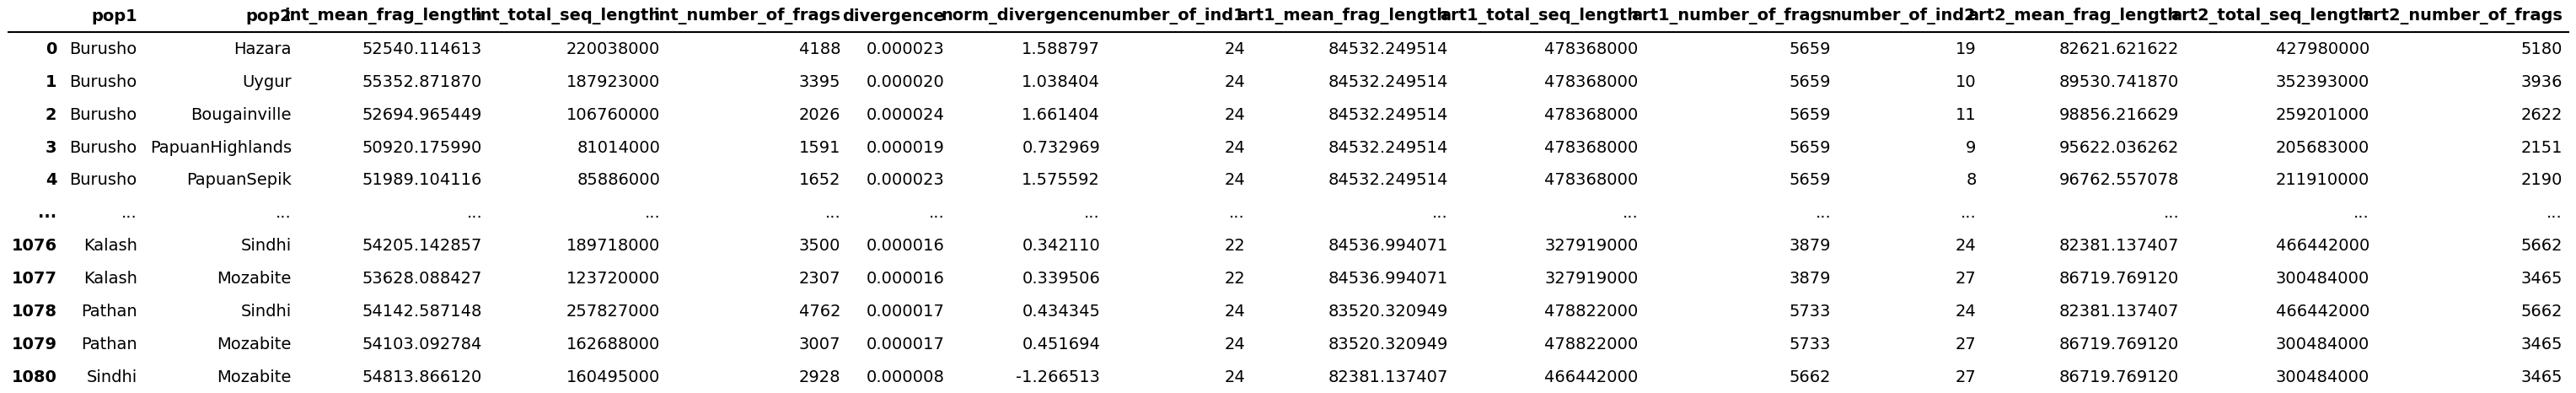 pop1 pop2 int_mean_frag_length int_total_seq_length int_number_of_frags divergence norm_divergence number_of_ind1 art1_mean_frag_length art1_total_seq_length art1_number_of_frags number_of_ind2 art2_mean_frag_length art2_total_seq_length art2_number_of_frags
0 Burusho Hazara 52540.114613 220038000 4188 0.000023 1.588797 24 84532.249514 478368000 5659 19 82621.621622 427980000 5180
1 Burusho Uygur 55352.871870 187923000 3395 0.000020 1.038404 24 84532.249514 478368000 5659 10 89530.741870 352393000 3936
2 Burusho Bougainville 52694.965449 106760000 2026 0.000024 1.661404 24 84532.249514 478368000 5659 11 98856.216629 259201000 2622
3 Burusho PapuanHighlands 50920.175990 81014000 1591 0.000019 0.732969 24 84532.249514 478368000 5659 9 95622.036262 205683000 2151
4 Burusho PapuanSepik 51989.104116 85886000 1652 0.000023 1.575592 24 84532.249514 478368000 5659 8 96762.557078 211910000 2190
... ... ... ... ... ... ... ... ... ... ... ... ... ... ... ...
1076 Kalash Sindhi 54205.142857 189718000 3500 0.000016 0.342110 22 84536.994071 327919000 3879 24 82381.137407 466442000 5662
1077 Kalash Mozabite 53628.088427 123720000 2307 0.000016 0.339506 22 84536.994071 327919000 3879 27 86719.769120 300484000 3465
1078 Pathan Sindhi 54142.587148 257827000 4762 0.000017 0.434345 24 83520.320949 478822000 5733 24 82381.137407 466442000 5662
1079 Pathan Mozabite 54103.092784 162688000 3007 0.000017 0.451694 24 83520.320949 478822000 5733 27 86719.769120 300484000 3465
1080 Sindhi Mozabite 54813.866120 160495000 2928 0.000008 -1.266513 24 82381.137407 466442000 5662 27 86719.769120 300484000 3465